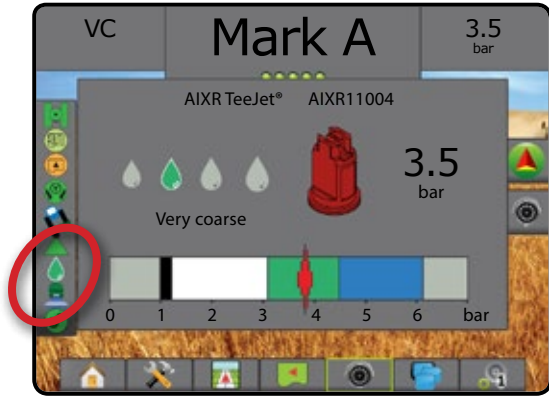 VC Mark A 3.5
bar
AIXR TeeJet® AIXR11004
3.5
bar
Very coarse
0 1 2 3 4 5 6 bar
1